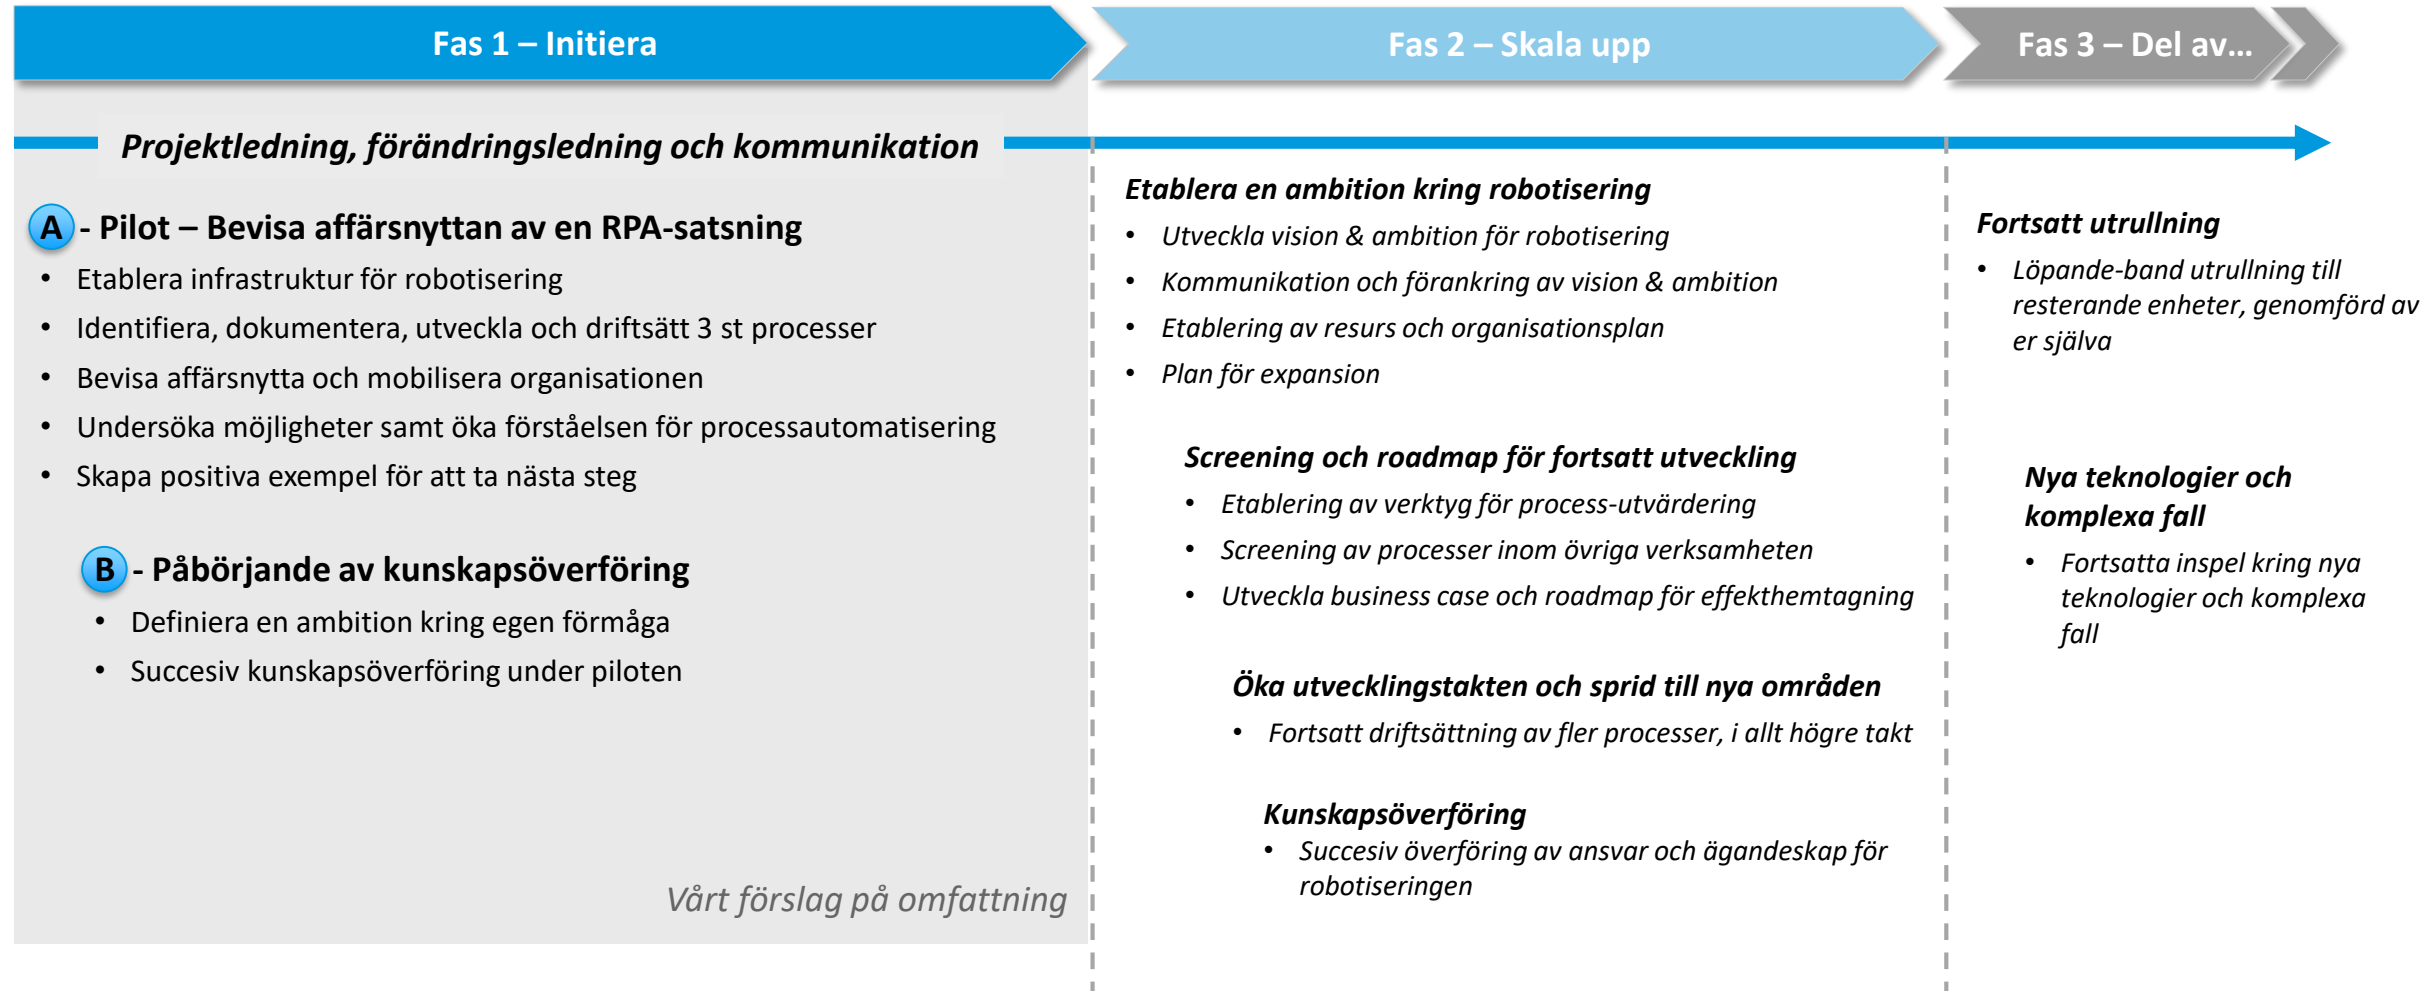 Fas 1 – Initiera
Fas 2 – Skala upp
Fas 3 – Del av...
Projektledning, förändringsledning och kommunikation
A - Pilot – Bevisa affärsnyttan av en RPA-satsning
• Etablera infrastruktur för robotisering
• Identifiera, dokumentera, utveckla och driftsätt 3 st processer
• Bevisa affärsnytta och mobilisera organisationen
• Undersöka möjligheter samt öka förståelsen för processautomatisering
• Skapa positiva exempel för att ta nästa steg
B - Påbörjande av kunskapsöverföring
• Definiera en ambition kring egen förmåga
• Succesiv kunskapsöverföring under piloten
Vårt förslag på omfattning
Etablera en ambition kring robotisering
• Utveckla vision & ambition för robotisering
• Kommunikation och förankring av vision & ambition
• Etablering av resurs och organisationsplan
• Plan för expansion
Screening och roadmap för fortsatt utveckling
• Etablering av verktyg för process-utvärdering
• Screening av processer inom övriga verksamheten
• Utveckla business case och roadmap för effekthemtagning
Öka utvecklingstakten och sprid till nya områden
• Fortsatt driftsättning av fler processer, i allt högre takt
Kunskapsöverföring
• Succesiv överföring av ansvar och ägandeskap för
robotiseringen
Fortsatt utrullning
• Löpande-band utrullning till
resterande enheter, genomförd av
er själva
Nya teknologier och
komplexa fall
• Fortsatta inspel kring nya
teknologier och komplexa
fall